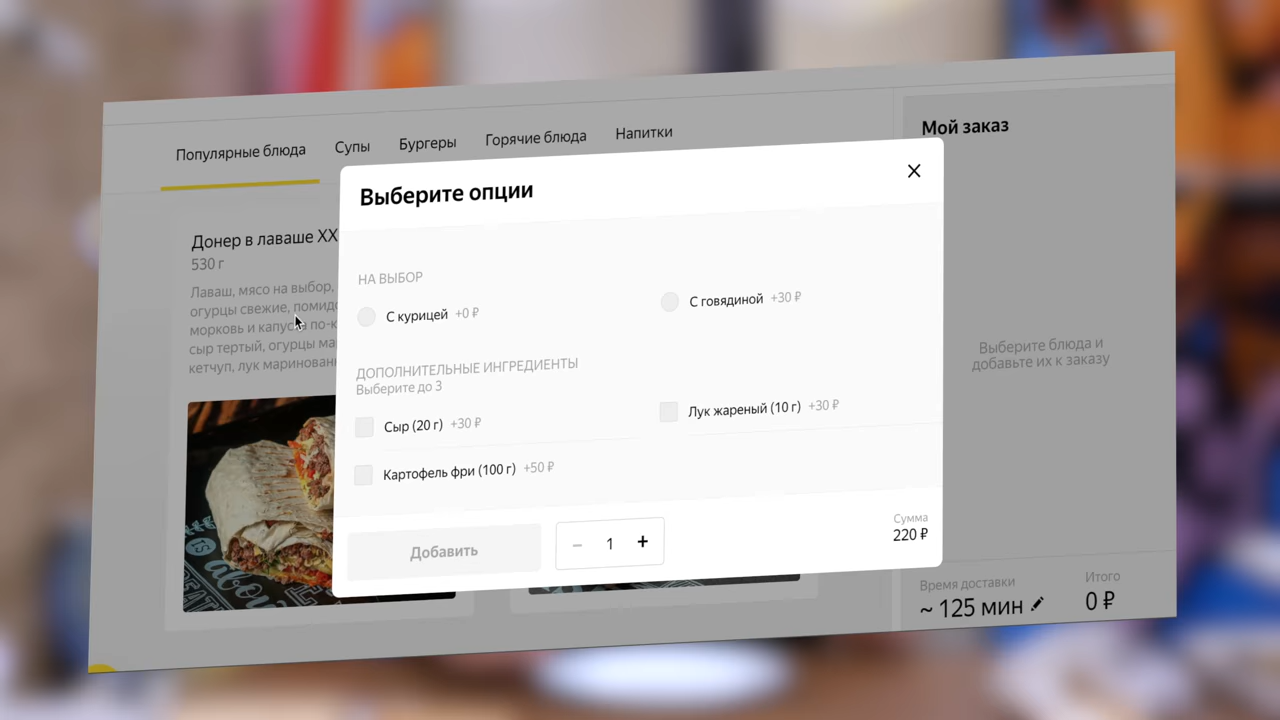 Популярные блюда
Супы
Бургеры
Горячие блюда
Напитки
Мой заказ
Выберите опции
Донер в лаваше XX
530 г
Лаваш, мясо на выбор,
огурцы свежие, помидо
морковь и капуста по-к
сыр тертый, огурцы ма
кетчуп, лук маринован
НА ВЫБОР
С курицей +0 ₽
С говядиной +30 ₽
ДОПОЛНИТЕЛЬНЫЕ ИНГРЕДИЕНТЫ
Выберите до 3
Сыр (20 г) +30 ₽
Лук жареный (10 г) +30 ₽
Картофель фри (100 г) +50 ₽
Добавить
– 1 +
Сумма
220 ₽
Выберите блюда и
добавьте их к заказу
Время доставки
~ 125 мин
Итого
0 ₽
IS